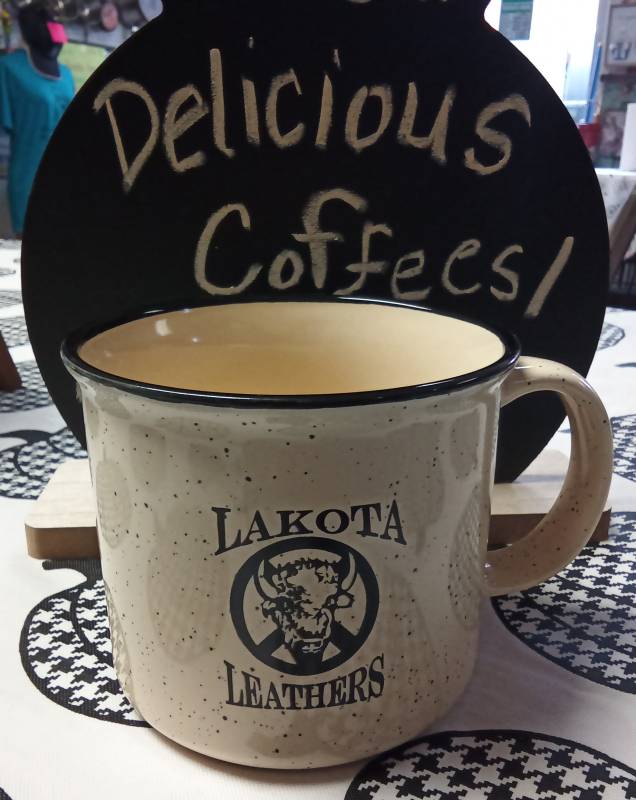 Delicious
Coffees/
LAKOTA
LEATHERS